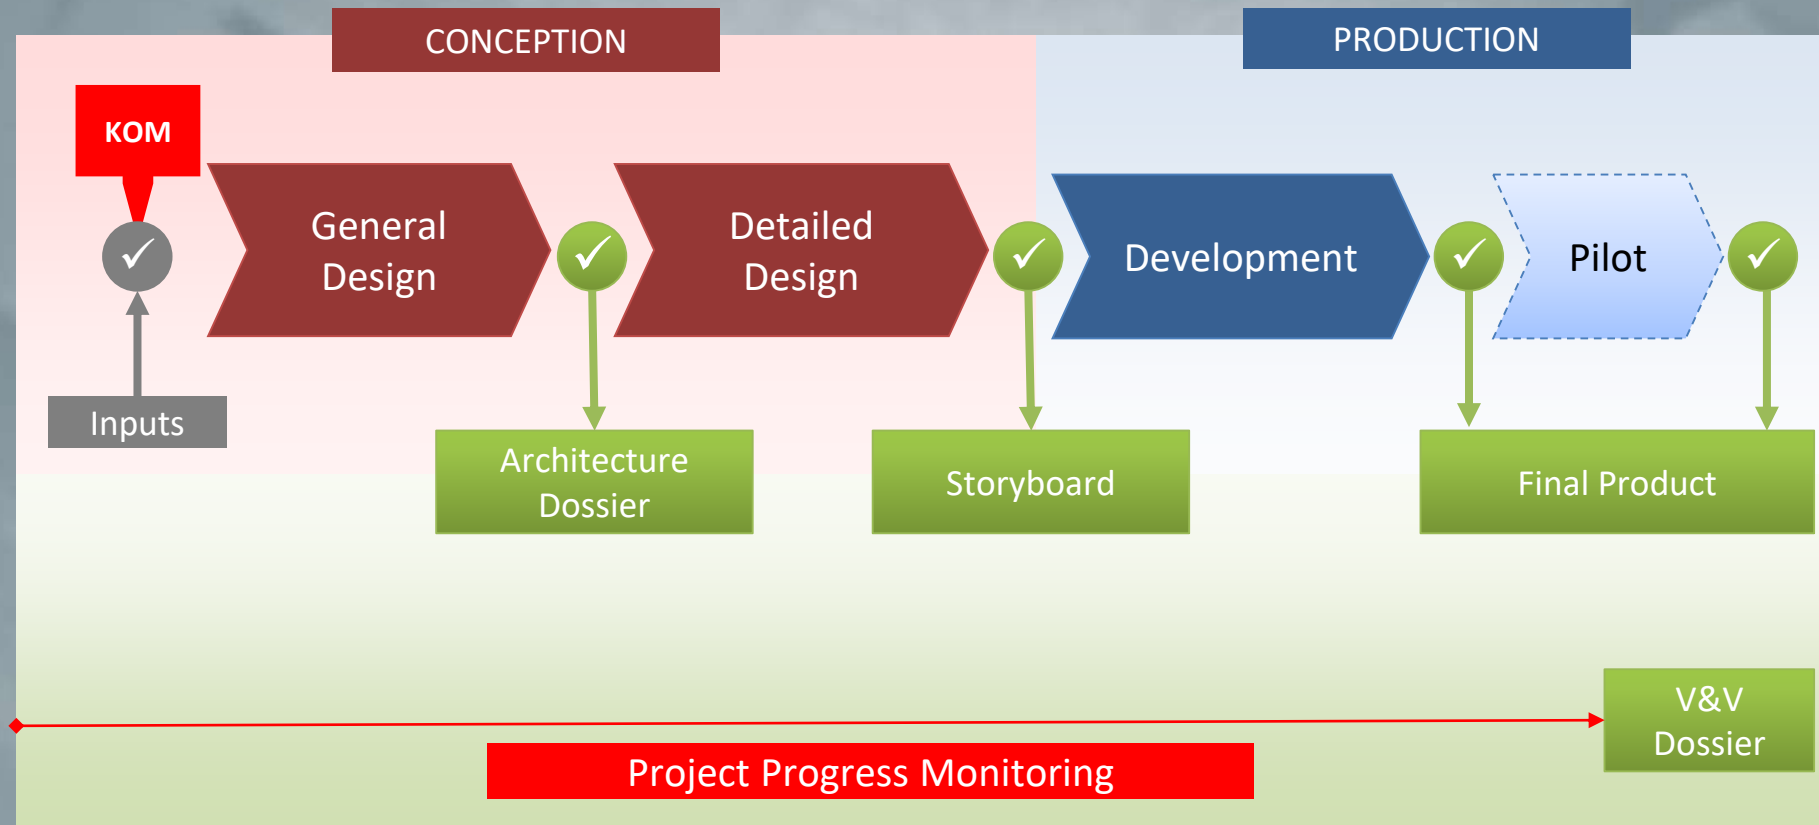 CONCEPTION
PRODUCTION
KOM
General
Design
Detailed
Design
Development
Pilot
Inputs
Architecture
Dossier
Storyboard
Final Product
V&V
Dossier
Project Progress Monitoring